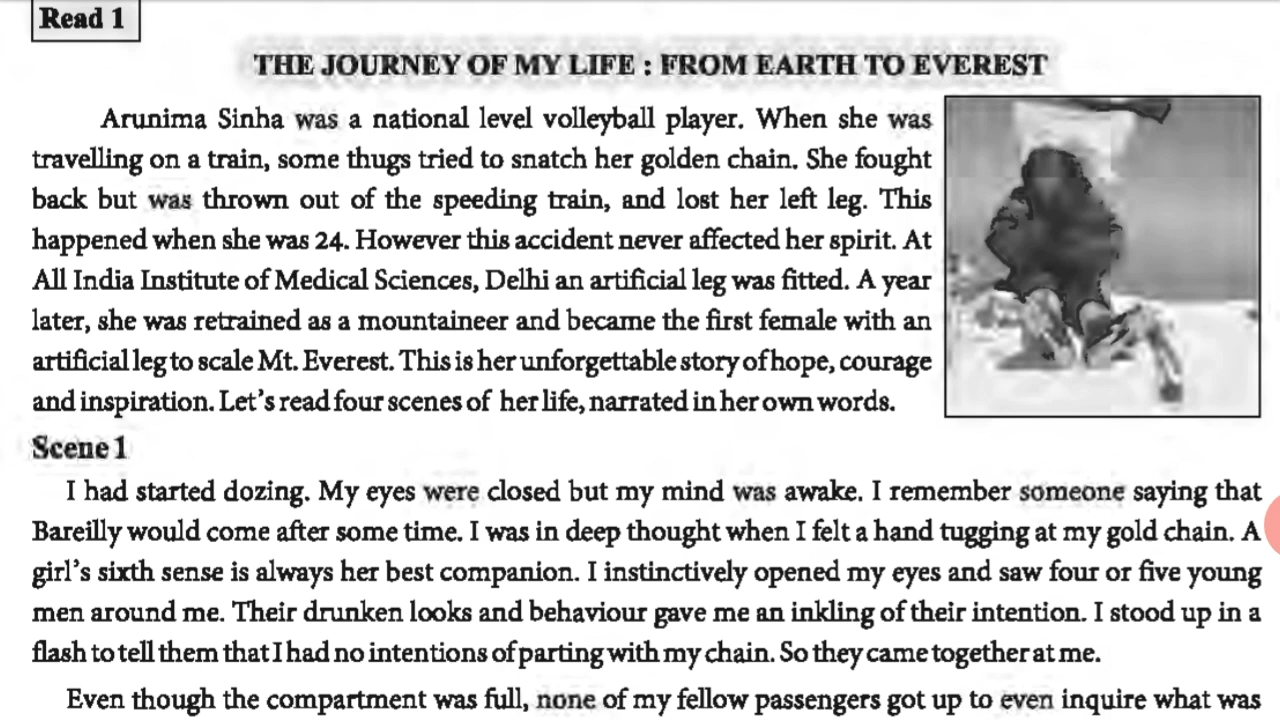 Read 1
THE JOURNEY OF MY LIFE : FROM EARTH TO EVEREST
Arunima Sinha was a national level volleyball player. When she was
travelling on a train, some thugs tried to snatch her golden chain. She fought
back but was thrown out of the speeding train, and lost her left leg. This
happened when she was 24. However this accident never affected her spirit. At
All India Institute of Medical Sciences, Delhi an artificial leg was fitted. A year
later, she was retrained as a mountaineer and became the first female with an
artificial leg to scale Mt. Everest. This is her unforgettable story of hope, courage
and inspiration. Let's read four scenes of her life, narrated in her own words.
Scene 1
I had started dozing. My eyes were closed but my mind was awake. I remember someone saying that
Bareilly would come after some time. I was in deep thought when I felt a hand tugging at my gold chain. A
girl's sixth sense is always her best companion. I instinctively opened my eyes and saw four or five young
men around me. Their drunken looks and behaviour gave me an inkling of their intention. I stood up in a
flash to tell them that I had no intentions of parting with my chain. So they came together at me.
Even though the compartment was full, none of my fellow passengers got up to even inquire what was